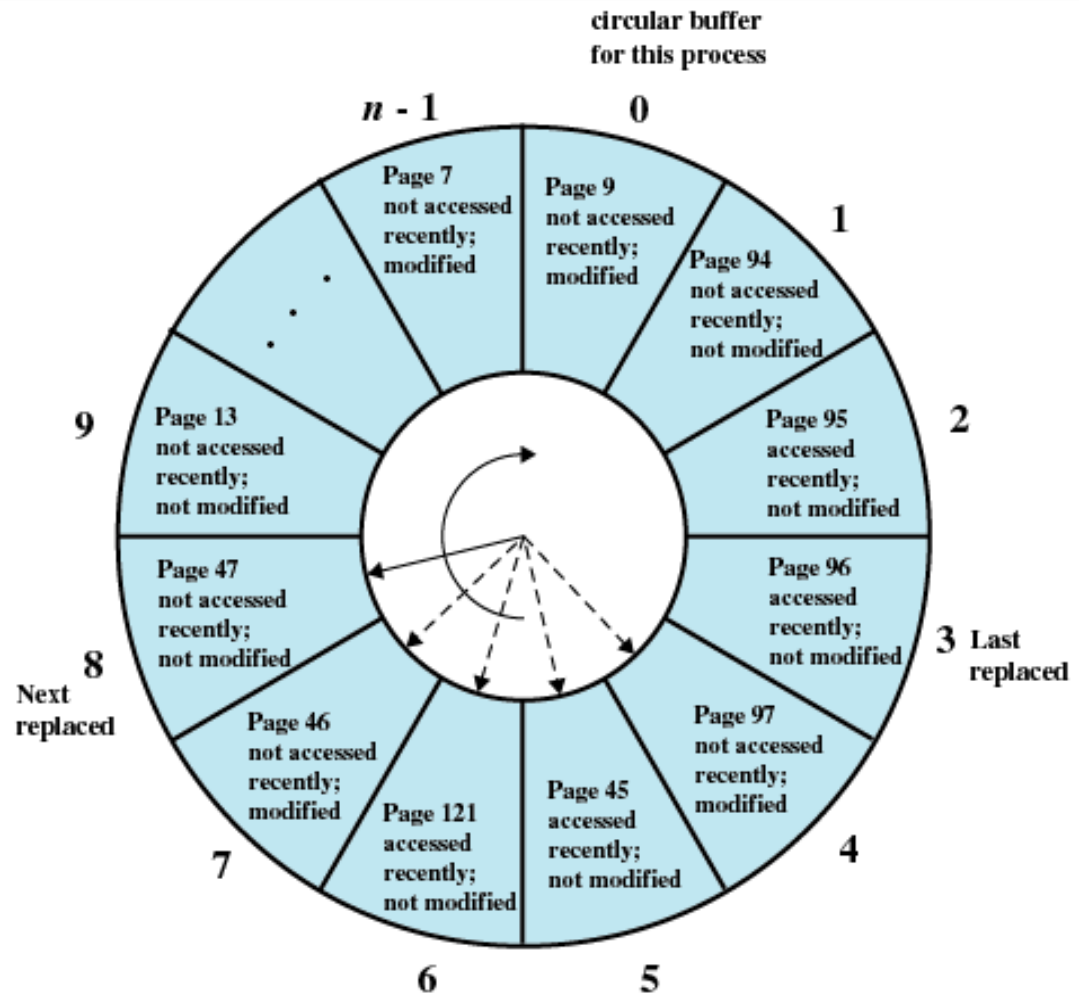 circular buffer
for this process
n - 1
0
Page 7
not accessed
recently;
modified
Page 9
not accessed
recently;
modified
1
Page 94
not accessed
recently;
not modified
2
Page 95
accessed
recently;
not modified
3
Last
replaced
Page 96
accessed
recently;
not modified
4
Page 97
not accessed
recently;
modified
5
Page 45
accessed
recently;
not modified
6
Page 121
accessed
recently;
not modified
7
Page 46
not accessed
recently;
modified
8
Next
replaced
Page 47
not accessed
recently;
not modified
9
Page 13
not accessed
recently;
not modified